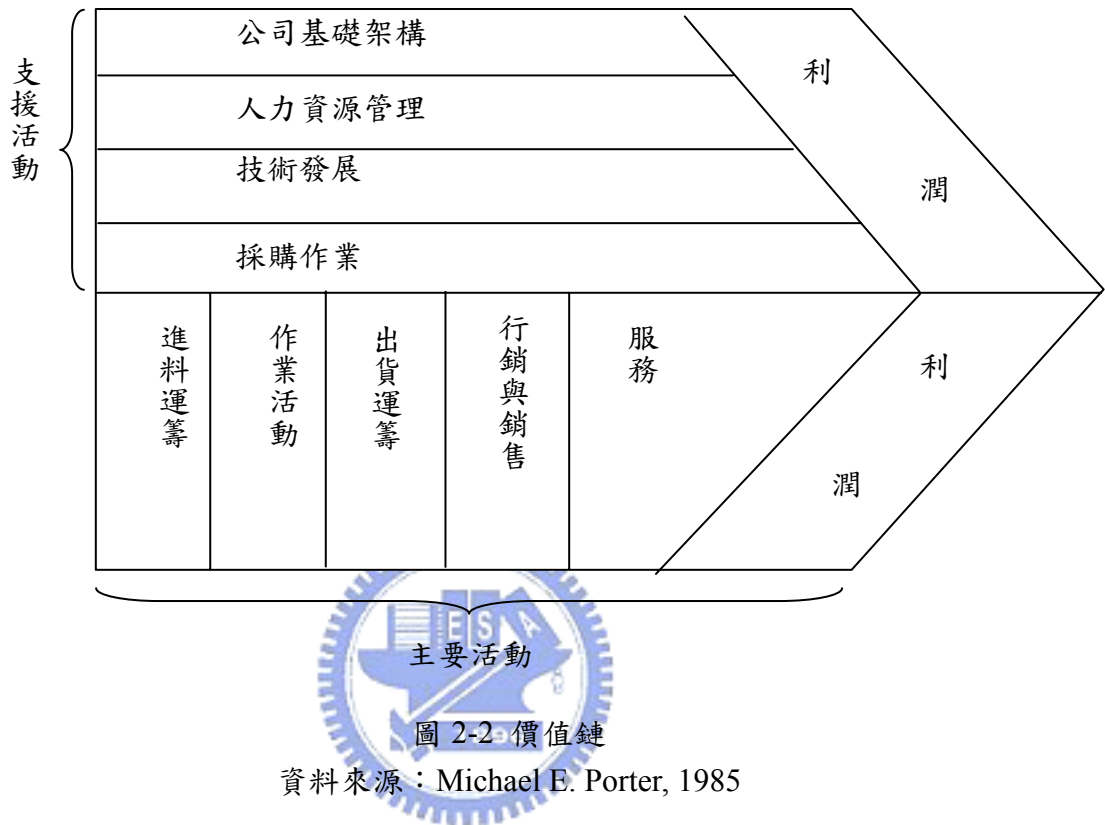 支援活動
公司基礎架構
人力資源管理
技術發展
採購作業
利
潤
進料運籌
作業活動
出貨運籌
行銷與銷售
服務
利
潤
ESA
主要活動
圖 2-2 價值鏈
資料來源：Michael E. Porter, 1985